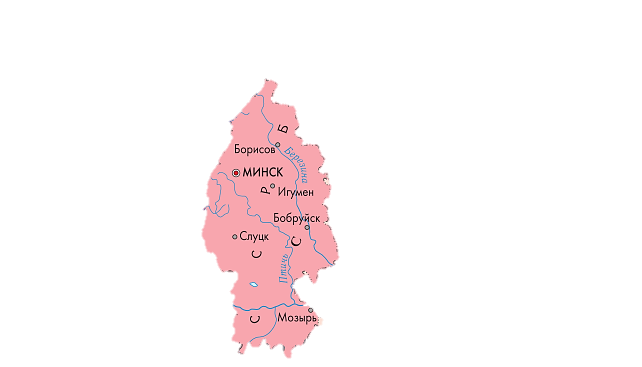 Б
Борисов
Березина
МИНСК
Р
Игумен
Бобруйск
Слуцк
С
С
Птичь
С
Мозырь